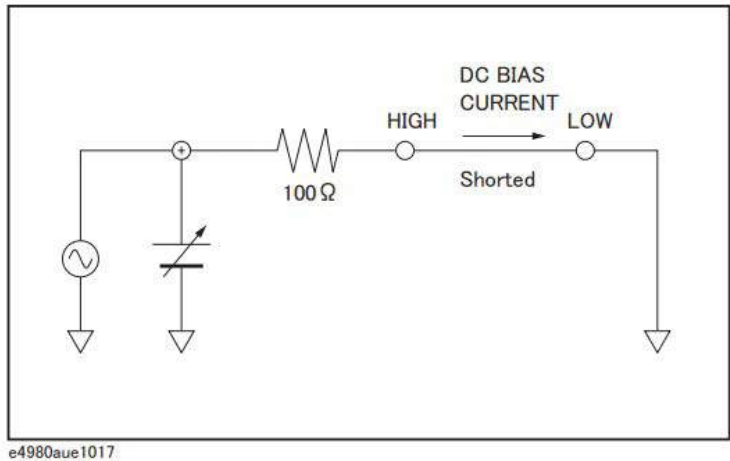 DC BIAS
CURRENT
HIGH
LOW
100Ω
Shorted
e4980aue1017